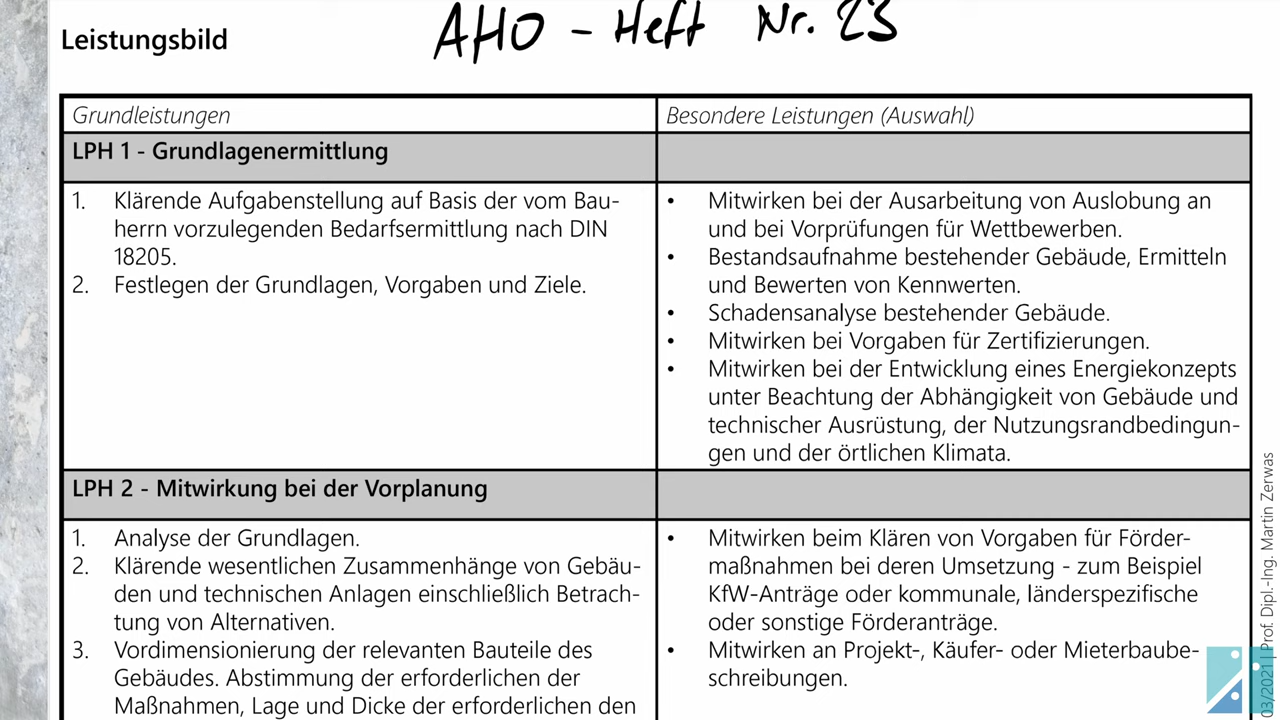 AHO - Heft Nr. 23
Leistungsbild
Grundleistungen
Besondere Leistungen (Auswahl)
LPH 1 - Grundlagenermittlung
1. Klärende Aufgabenstellung auf Basis der vom Bau-
herrn vorzulegenden Bedarfsermittlung nach DIN
18205.
2. Festlegen der Grundlagen, Vorgaben und Ziele.
• Mitwirken bei der Ausarbeitung von Auslobung an
und bei Vorprüfungen für Wettbewerben.
• Bestandsaufnahme bestehender Gebäude, Ermitteln
und Bewerten von Kennwerten.
• Schadensanalyse bestehender Gebäude.
• Mitwirken bei Vorgaben für Zertifizierungen.
• Mitwirken bei der Entwicklung eines Energiekonzepts
unter Beachtung der Abhängigkeit von Gebäude und
technischer Ausrüstung, der Nutzungsrandbedingun-
gen und der örtlichen Klimata.
LPH 2 - Mitwirkung bei der Vorplanung
1. Analyse der Grundlagen.
2. Klärende wesentlichen Zusammenhänge von Gebäu-
den und technischen Anlagen einschließlich Betrach-
tung von Alternativen.
3. Vordimensionierung der relevanten Bauteile des
Gebäudes. Abstimmung der erforderlichen der
Maßnahmen, Lage und Dicke der erforderlichen den
• Mitwirken beim Klären von Vorgaben für Förder-
maßnahmen bei deren Umsetzung - zum Beispiel
KfW-Anträge oder kommunale, länderspezifische
oder sonstige Förderanträge.
• Mitwirken an Projekt-, Käufer- oder Mieterbaube-
schreibungen.
03/2021 | Prof. Dipl.-Ing. Martin Zerwas